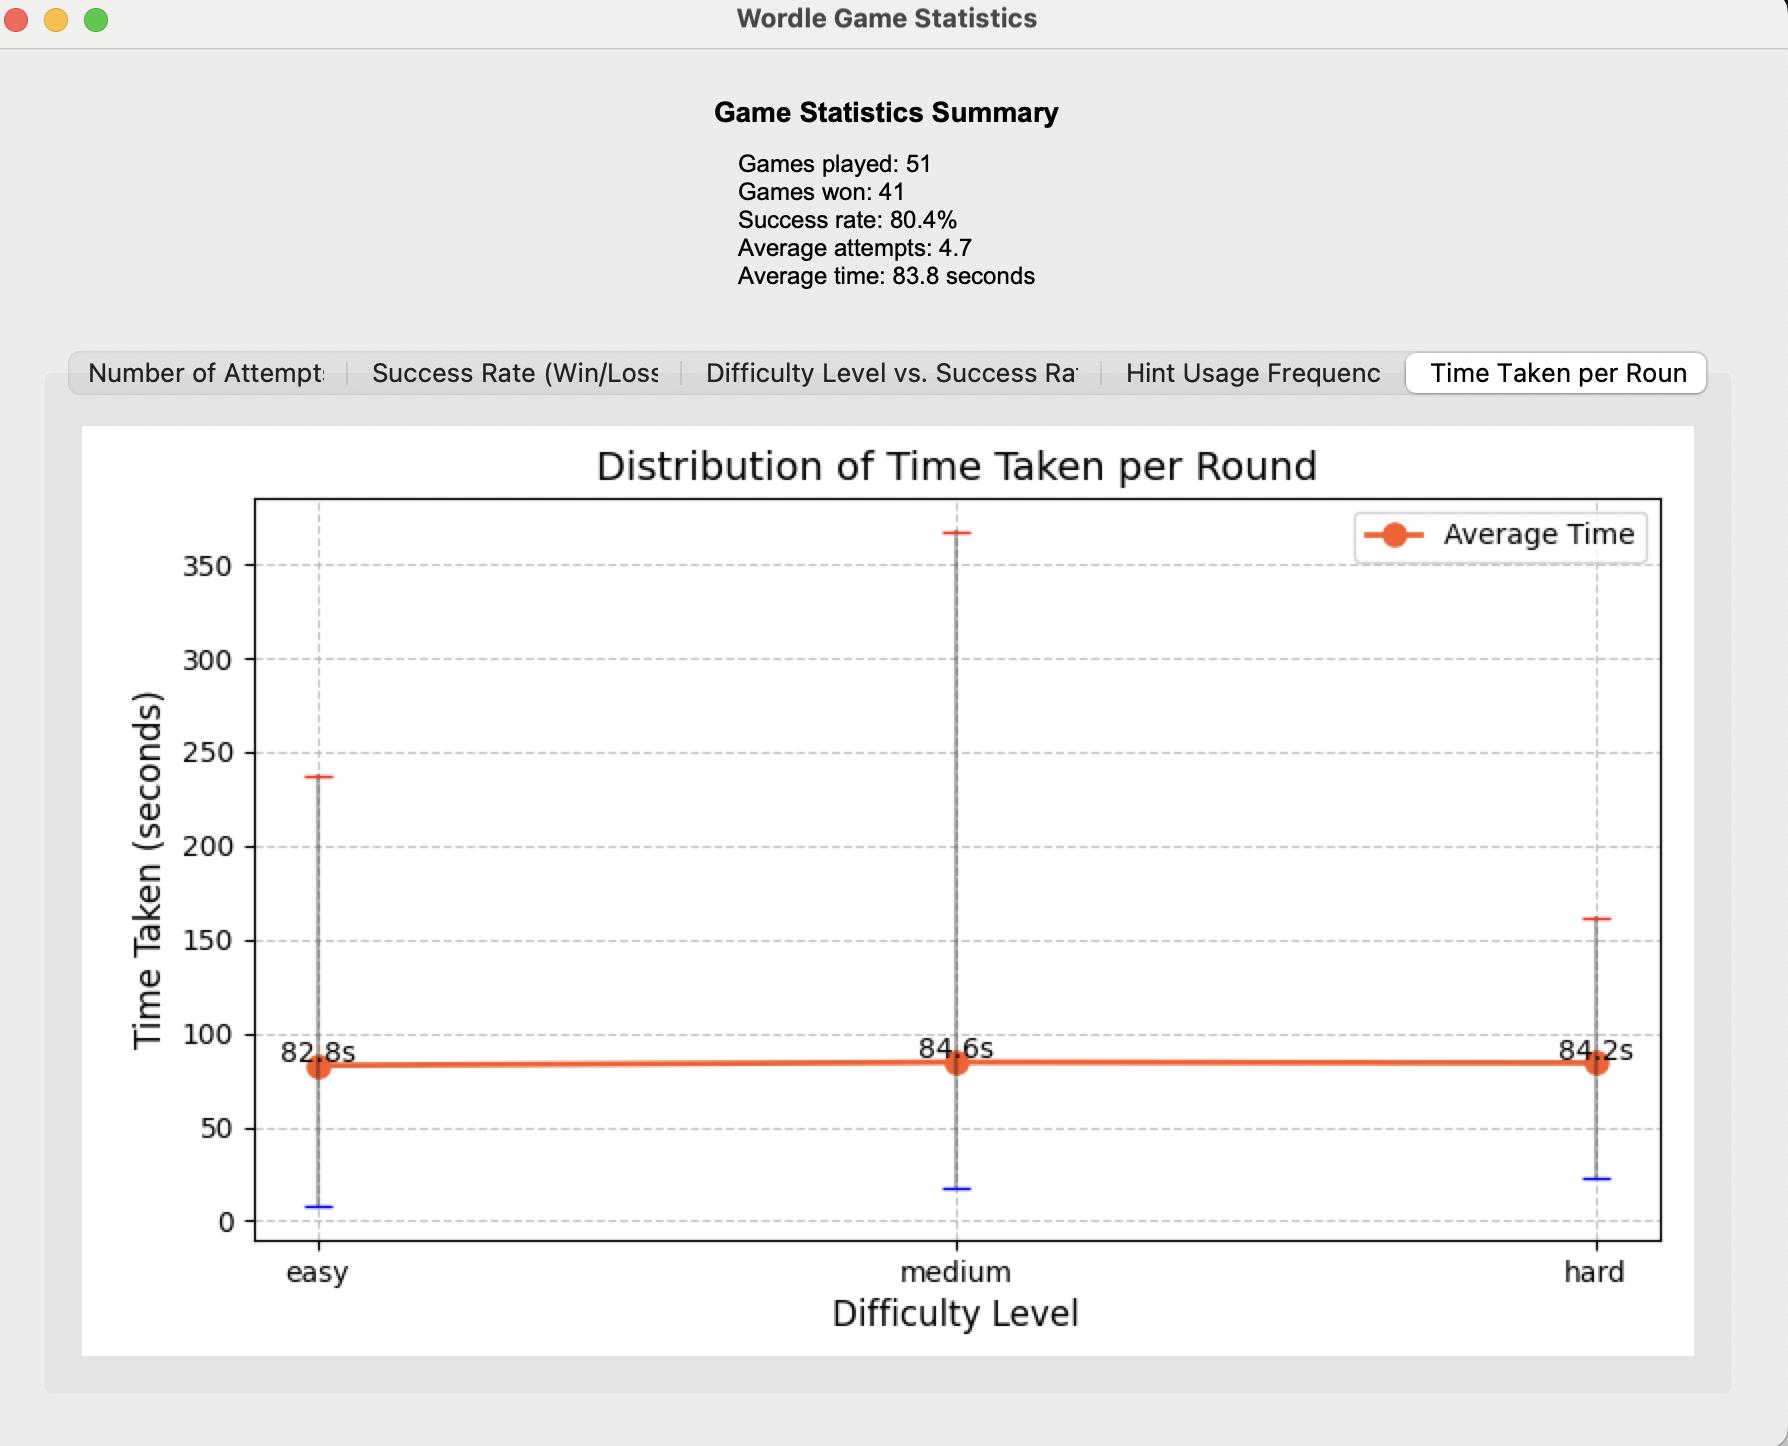 Wordle Game Statistics
Game Statistics Summary
Games played: 51
Games won: 41
Success rate: 80.4%
Average attempts: 4.7
Average time: 83.8 seconds
Number of Attempt
Success Rate (Win/Loss
Difficulty Level vs. Success Ra
Hint Usage Frequenc
Time Taken per Roun
Distribution of Time Taken per Round
Average Time
Time Taken (seconds)
350
300
250
200
150
100
50
0
82.8s
84.6s
84.2s
easy
medium
hard
Difficulty Level